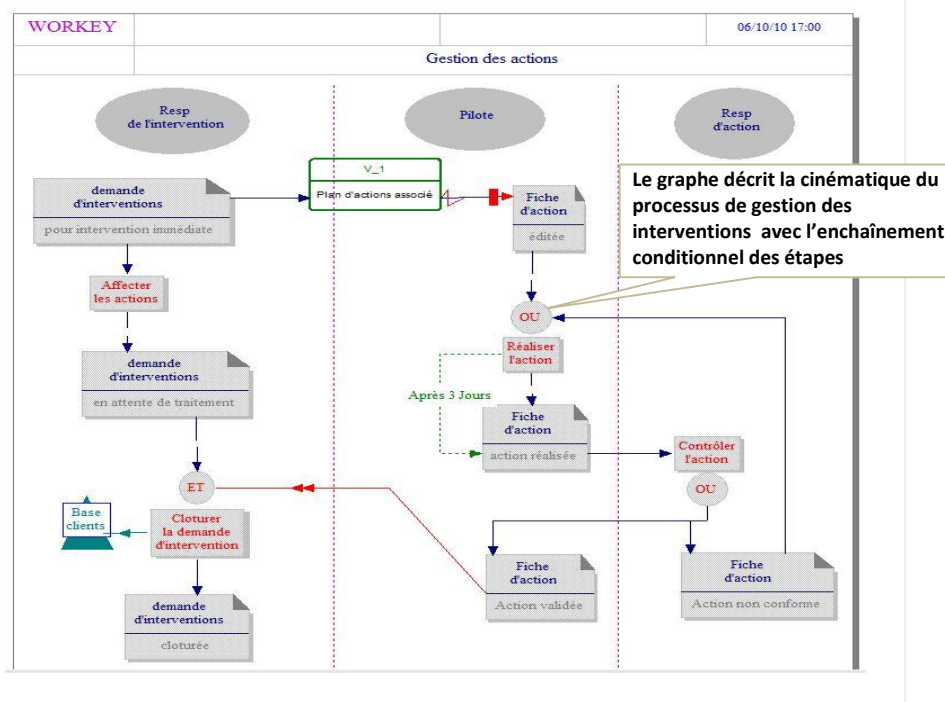 WORKEY
06/10/10 17:00
Gestion des actions
Resp
de l'intervention
Pilote
Resp
d'action
V_1
Plan d'actions associé
demande
d'interventions
pour intervention immédiate
Fiche
d'action
éditée
Le graphe décrit la cinématique du
processus de gestion des
interventions avec l'enchaînement
conditionnel des étapes
Affecter
les actions
OU
Réaliser
l'action
demande
d'interventions
en attente de traitement
Après 3 Jours
Fiche
d'action
action réalisée
Contrôler
l'action
OU
ET
Base
clients
Cloturer
la demande
d'intervention
Fiche
d'action
Action validée
Fiche
d'action
Action non conforme
demande
d'interventions
cloturée